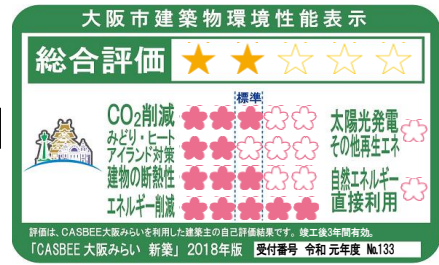 大阪市建築物環境性能表示
総合評価
標準
CO2削減
みどり・ヒート
アイランド対策
建物の断熱性
エネルギー削減
太陽光発電
その他再生エネ
自然エネルギー
直接利用
評価は、CASBEE大阪みらいを利用した建築主の自己評価結果です。竣工後3年間有効。
「CASBEE大阪みらい 新築」2018年版 受付番号 令和 元年度 №133